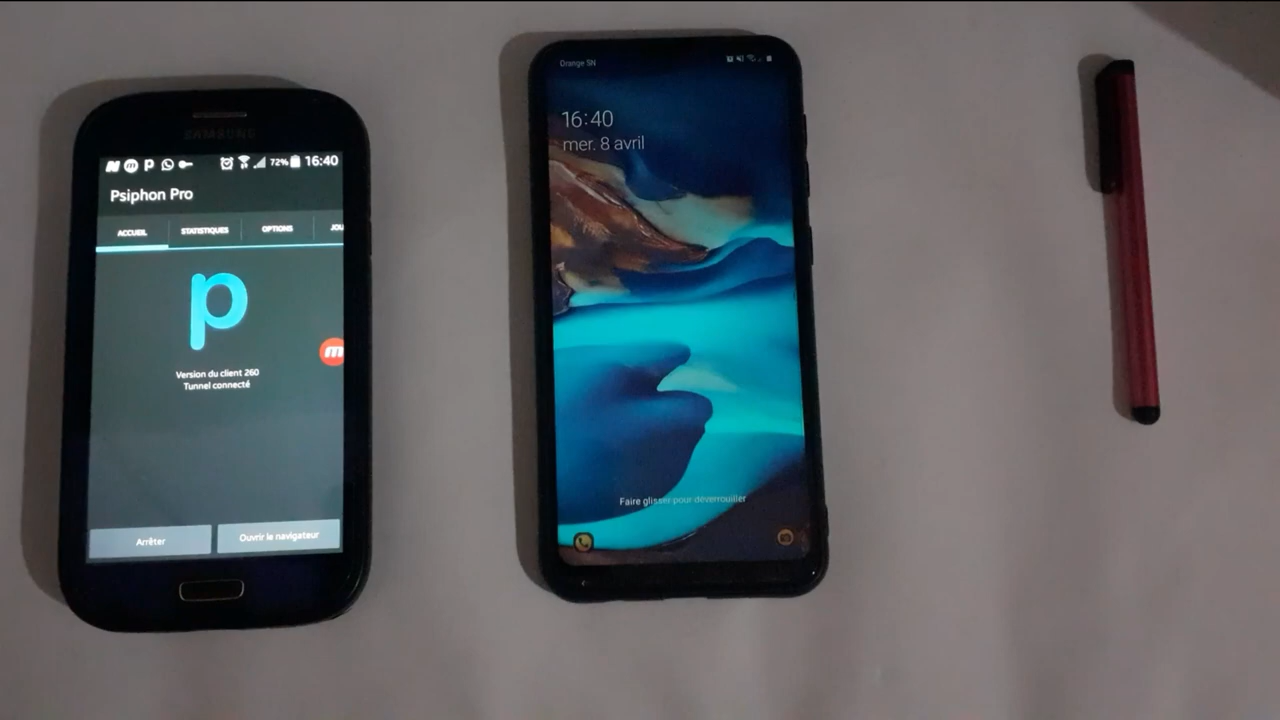 SAMSUNG
72% 16:40
Psiphon Pro
ACCUEIL STATISTIQUES OPTIONS JOU
Version du client 260
Tunnel connecté
Arrêter Ouvrir le navigateur
Orange SN
16:40
mer. 8 avril
Faire glisser pour déverrouiller